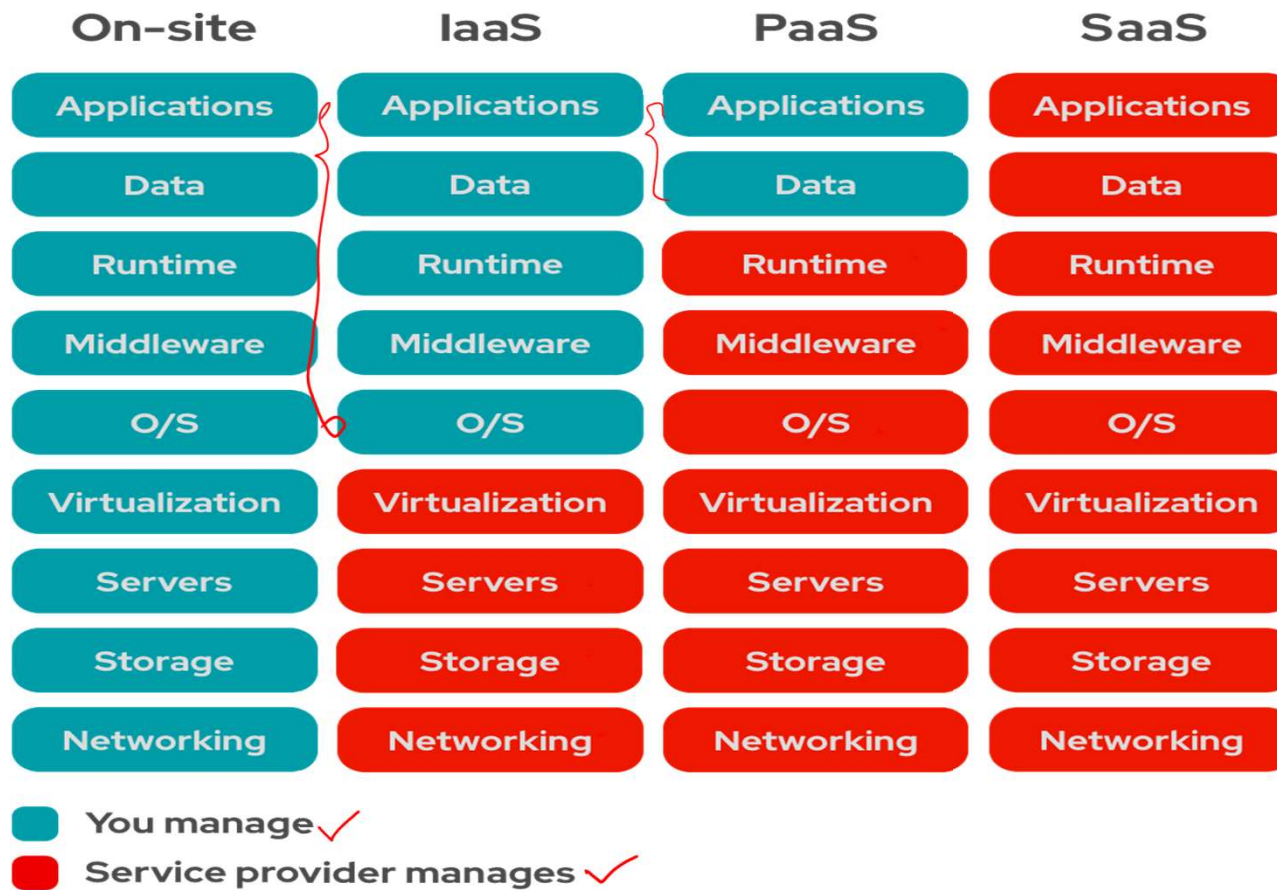 On-site IaaS PaaS SaaS
Applications Applications Applications Applications
Data Data Data Data
Runtime Runtime Runtime Runtime
Middleware Middleware Middleware Middleware
O/S O/S O/S O/S
Virtualization Virtualization Virtualization Virtualization
Servers Servers Servers Servers
Storage Storage Storage Storage
Networking Networking Networking Networking
You manage
Service provider manages